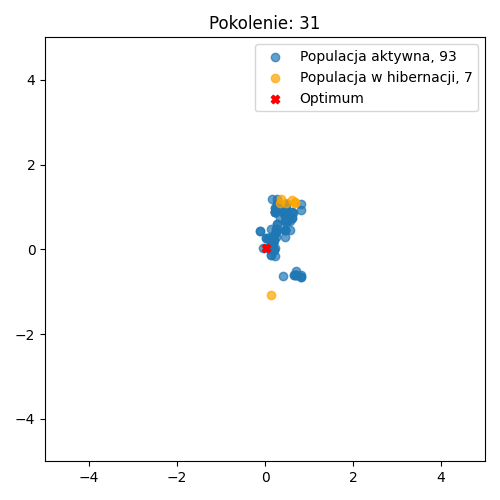 Pokolenie: 31
Populacja aktywna, 93
Populacja w hibernacji, 7
Optimum
4
2
0
−2
−4
−4
−2
0
2
4